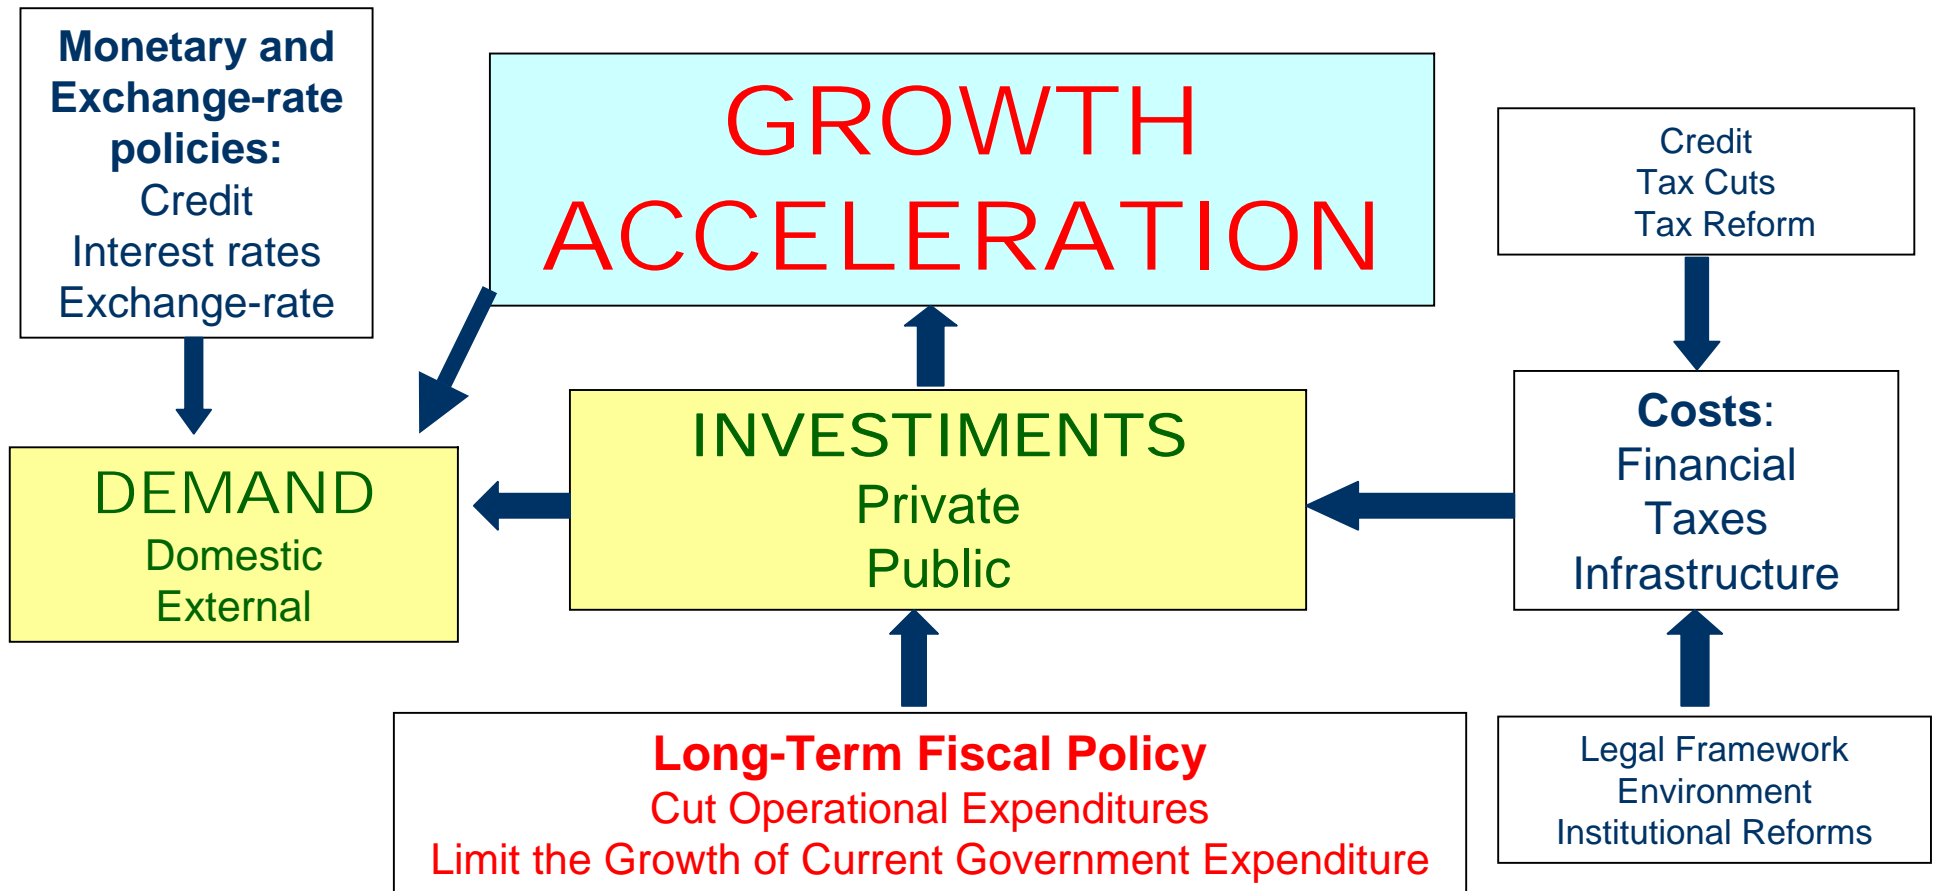 Monetary and
Exchange-rate
policies:
Credit
Interest rates
Exchange-rate
GROWTH
ACCELERATION
Credit
Tax Cuts
Tax Reform
DEMAND
Domestic
External
INVESTIMENTS
Private
Public
Costs:
Financial
Taxes
Infrastructure
Long-Term Fiscal Policy
Cut Operational Expenditures
Limit the Growth of Current Government Expenditure
Legal Framework
Environment
Institutional Reforms